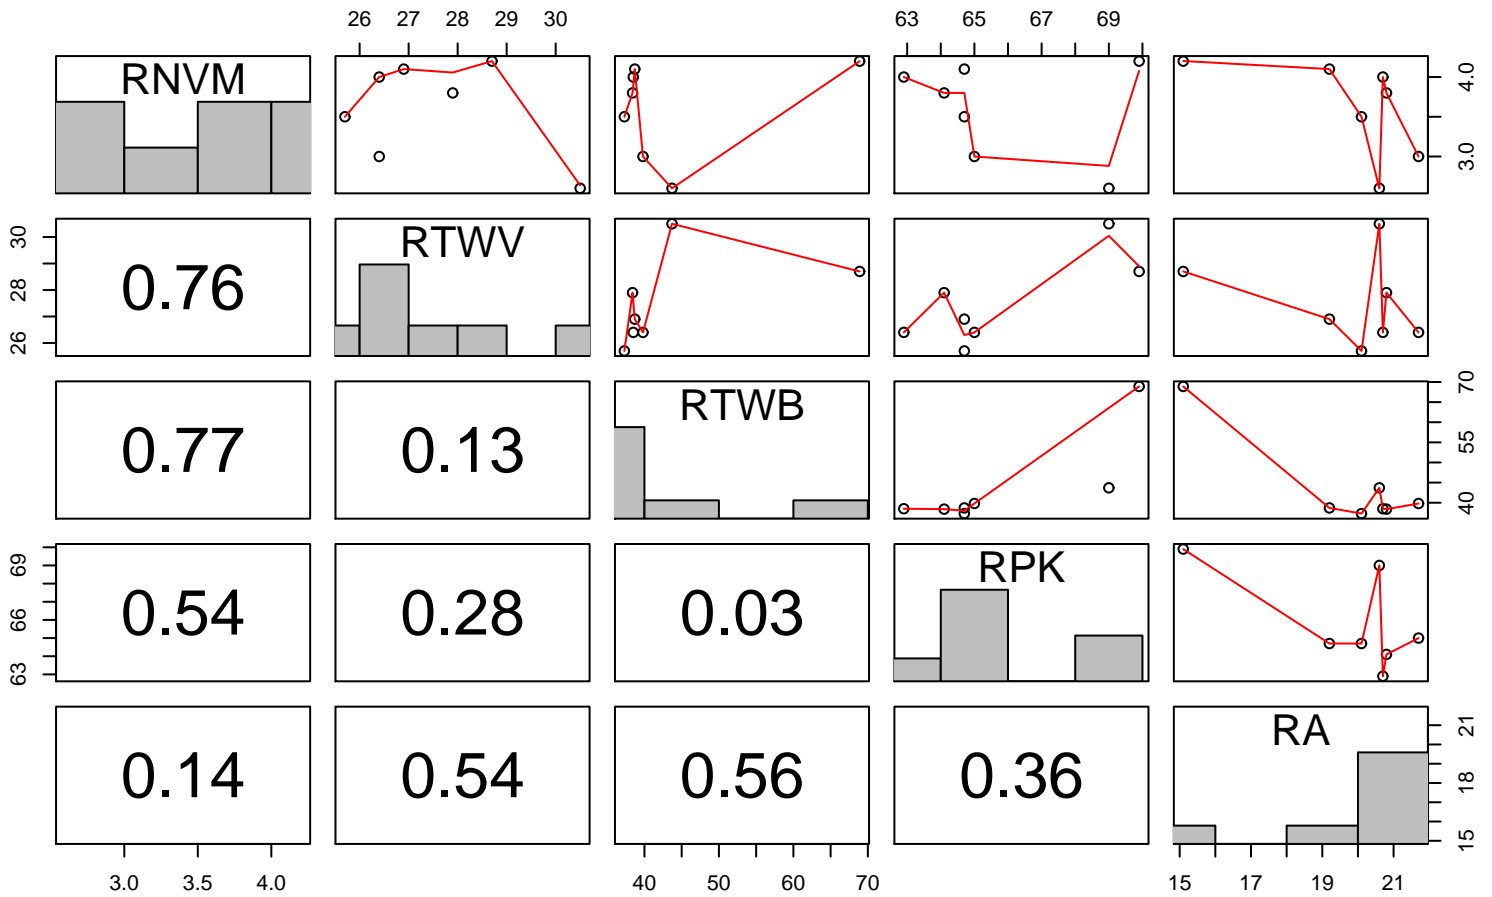 26 27 28 29 30 63 65 67 69
RNVM 3.0 4.0
26 28 30 0.76 RTWV
0.77 0.13 RTWB 40 55 70
63 66 69 0.54 0.28 0.03 RPK
0.14 0.54 0.56 0.36 RA 15 18 21
3.0 3.5 4.0 40 50 60 70 15 17 19 21